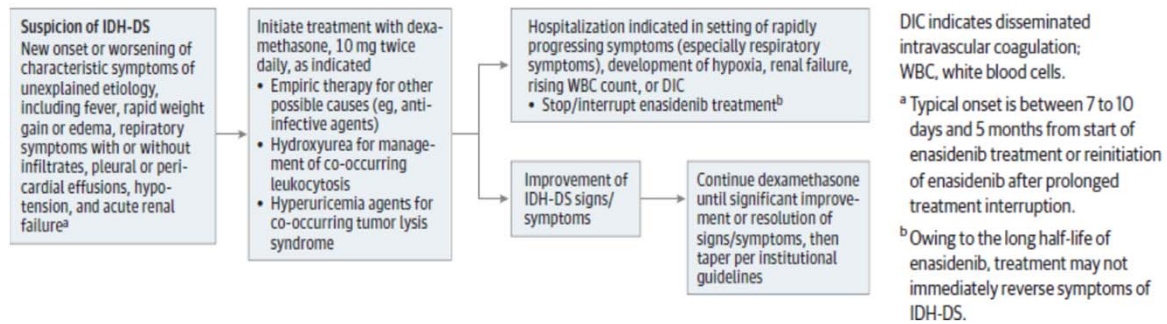 Suspicion of IDH-DS
New onset or worsening of
characteristic symptoms of
unexplained etiology,
including fever, rapid weight
gain or edema, repiratory
symptoms with or without
infiltrates, pleural or peri-
cardial effusions, hypo-
tension, and acute renal
failureᵃ
Initiate treatment with dexa-
methasone, 10 mg twice
daily, as indicated
• Empiric therapy for other
possible causes (eg, anti-
infective agents)
• Hydroxyurea for manage-
ment of co-occurring
leukocytosis
• Hyperuricemia agents for
co-occurring tumor lysis
syndrome
Hospitalization indicated in setting of rapidly
progressing symptoms (especially respiratory
symptoms), development of hypoxia, renal failure,
rising WBC count, or DIC
• Stop/interrupt enasidenib treatmentᵇ
Improvement of
IDH-DS signs/
symptoms
Continue dexamethasone
until significant improve-
ment or resolution of
signs/symptoms, then
taper per institutional
guidelines
DIC indicates disseminated
intravascular coagulation;
WBC, white blood cells.
ᵃ Typical onset is between 7 to 10
days and 5 months from start of
enasidenib treatment or reinitiation
of enasidenib after prolonged
treatment interruption.
ᵇ Owing to the long half-life of
enasidenib, treatment may not
immediately reverse symptoms of
IDH-DS.